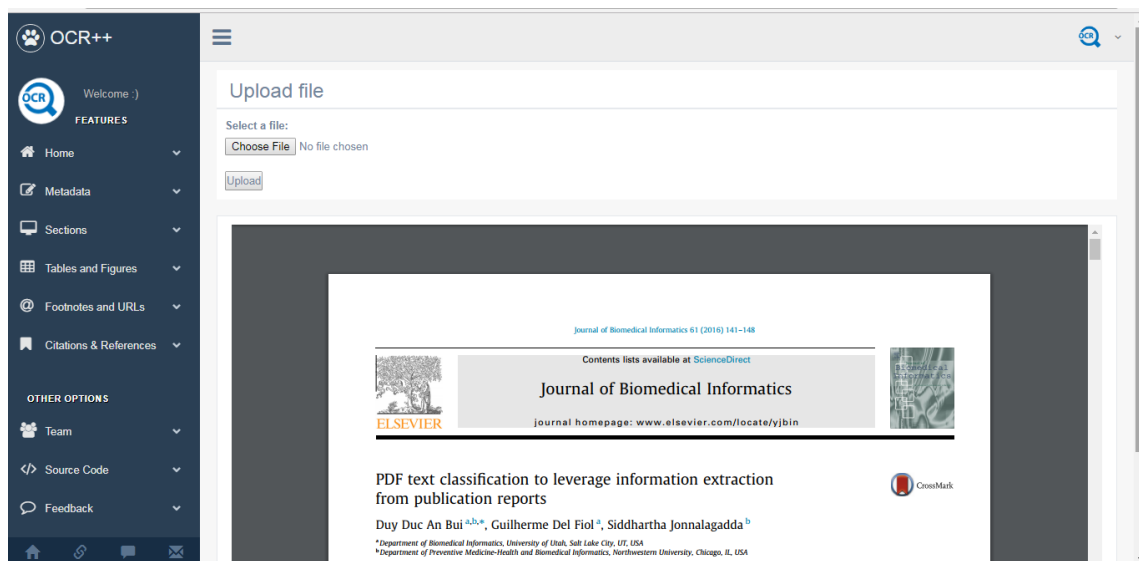 OCR++
OCR
Welcome :)
FEATURES
Home
Metadata
Sections
Tables and Figures
Footnotes and URLs
Citations & References
OTHER OPTIONS
Team
Source Code
Feedback
OCR
Upload file
Select a file:
Choose File No file chosen
Upload
Journal of Biomedical Informatics 61 (2016) 141–148
Contents lists available at ScienceDirect
Journal of Biomedical Informatics
journal homepage: www.elsevier.com/locate/yjbin
ELSEVIER
Biomedical
Informatics
PDF text classification to leverage information extraction
from publication reports
CrossMark
Duy Duc An Bui a,b,*, Guilherme Del Fiol a, Siddhartha Jonnalagadda b
a Department of Biomedical Informatics, University of Utah, Salt Lake City, UT, USA
b Department of Preventive Medicine-Health and Biomedical Informatics, Northwestern University, Chicago, IL, USA